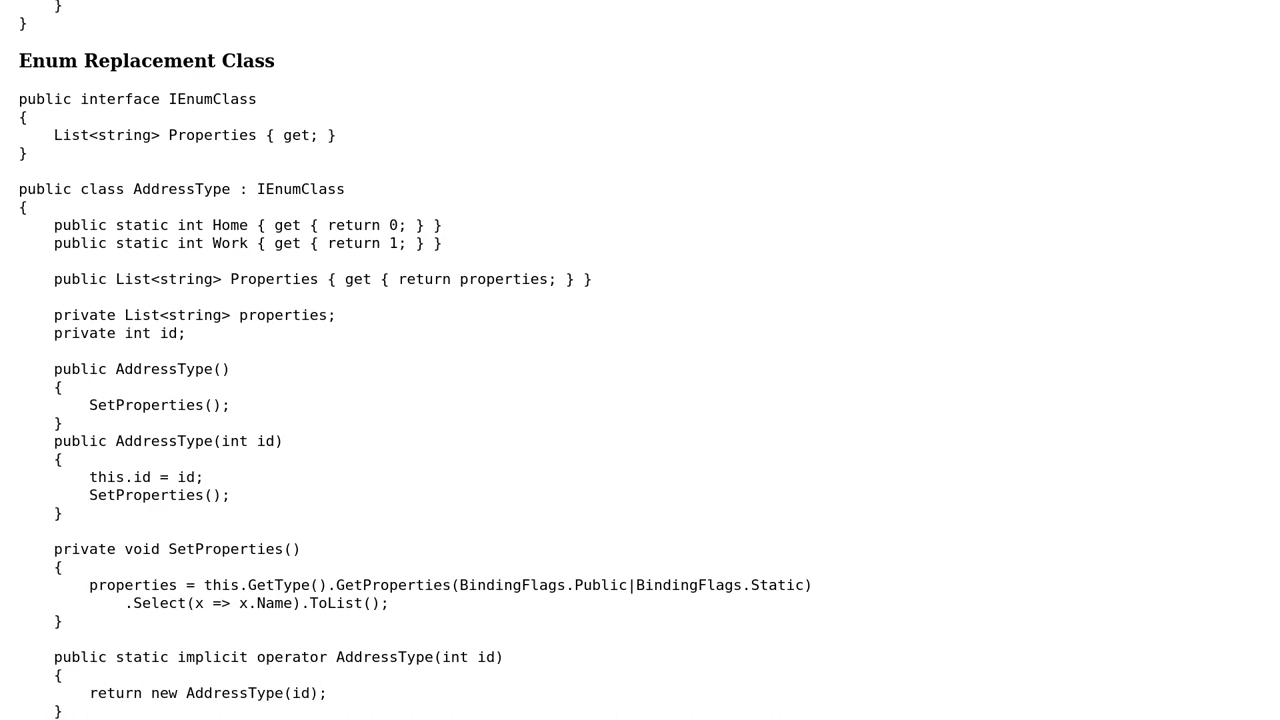 }
}
Enum Replacement Class
public interface IEnumClass
{
    List<string> Properties { get; }
}
public class AddressType : IEnumClass
{
    public static int Home { get { return 0; } }
    public static int Work { get { return 1; } }
    public List<string> Properties { get { return properties; } }
    private List<string> properties;
    private int id;
    public AddressType()
    {
        SetProperties();
    }
    public AddressType(int id)
    {
        this.id = id;
        SetProperties();
    }
    private void SetProperties()
    {
        properties = this.GetType().GetProperties(BindingFlags.Public|BindingFlags.Static)
            .Select(x => x.Name).ToList();
    }
    public static implicit operator AddressType(int id)
    {
        return new AddressType(id);
    }